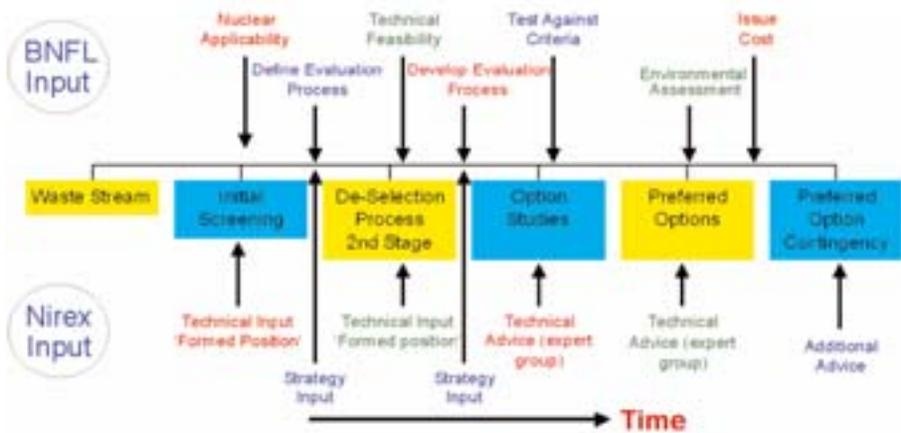 BNFL
Input
Nuclear
Applicability
Define Evaluation
Process
Technical
Feasibility
Develop Evaluation
Process
Test Against
Criteria
Environmental
Assessment
Issue
Cost
Waste Stream
Initial
Screening
De-Selection
Process
2nd Stage
Option
Studies
Preferred
Options
Preferred
Option
Contingency
Nirex
Input
Technical Input
'Formed Position'
Strategy
Input
Technical Input
'Formed position'
Strategy
Input
Technical
Advice (expert
group)
Technical
Advice (expert
group)
Additional
Advice
Time